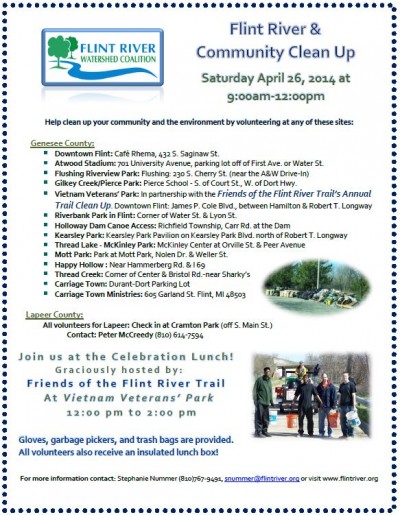 FLINT RIVER
WATERSHED COALITION
Flint River &
Community Clean Up
Saturday April 26, 2014 at
9:00am-12:00pm
Help clean up your community and the environment by volunteering at any of these sites:
Genesee County:
Downtown Flint: Café Rhema, 432 S. Saginaw St.
Atwood Stadium: 701 University Avenue, parking lot off of First Ave. or Water St.
Flushing Riverview Park: Flushing: 230 S. Cherry St. (near the A&W Drive-In)
Gilkey Creek/Pierce Park: Pierce School - S. of Court St., W. of Dort Hwy.
Vietnam Veterans' Park: In partnership with the Friends of the Flint River Trail's Annual
Trail Clean Up. Downtown Flint: James P. Cole Blvd., between Hamilton & Robert T. Longway
Riverbank Park in Flint: Corner of Water St. & Lyon St.
Holloway Dam Canoe Access: Richfield Township, Carr Rd. at the Dam
Kearsley Park: Kearsley Park Pavilion on Kearsley Park Blvd. north of Robert T. Longway
Thread Lake - McKinley Park: McKinley Center at Orville St. & Peer Avenue
Mott Park: Park at Mott Park, Nolen Dr. & Weller St.
Happy Hollow : Near Hammerberg Rd. & I 69
Thread Creek: Corner of Center & Bristol Rd.-near Sharky's
Carriage Town: Durant-Dort Parking Lot
Carriage Town Ministries: 605 Garland St. Flint, MI 48503
Lapeer County:
All volunteers for Lapeer: Check in at Cramton Park (off S. Main St.)
Contact: Peter McCreedy (810) 614-7594
Join us at the Celebration Lunch!
Graciously hosted by:
Friends of the Flint River Trail
At Vietnam Veterans' Park
12:00 pm to 2:00 pm
Gloves, garbage pickers, and trash bags are provided.
All volunteers also receive an insulated lunch box!
For more information contact: Stephanie Nummer (810)767-9491, snummer@flintriver.org or visit www.flintriver.org